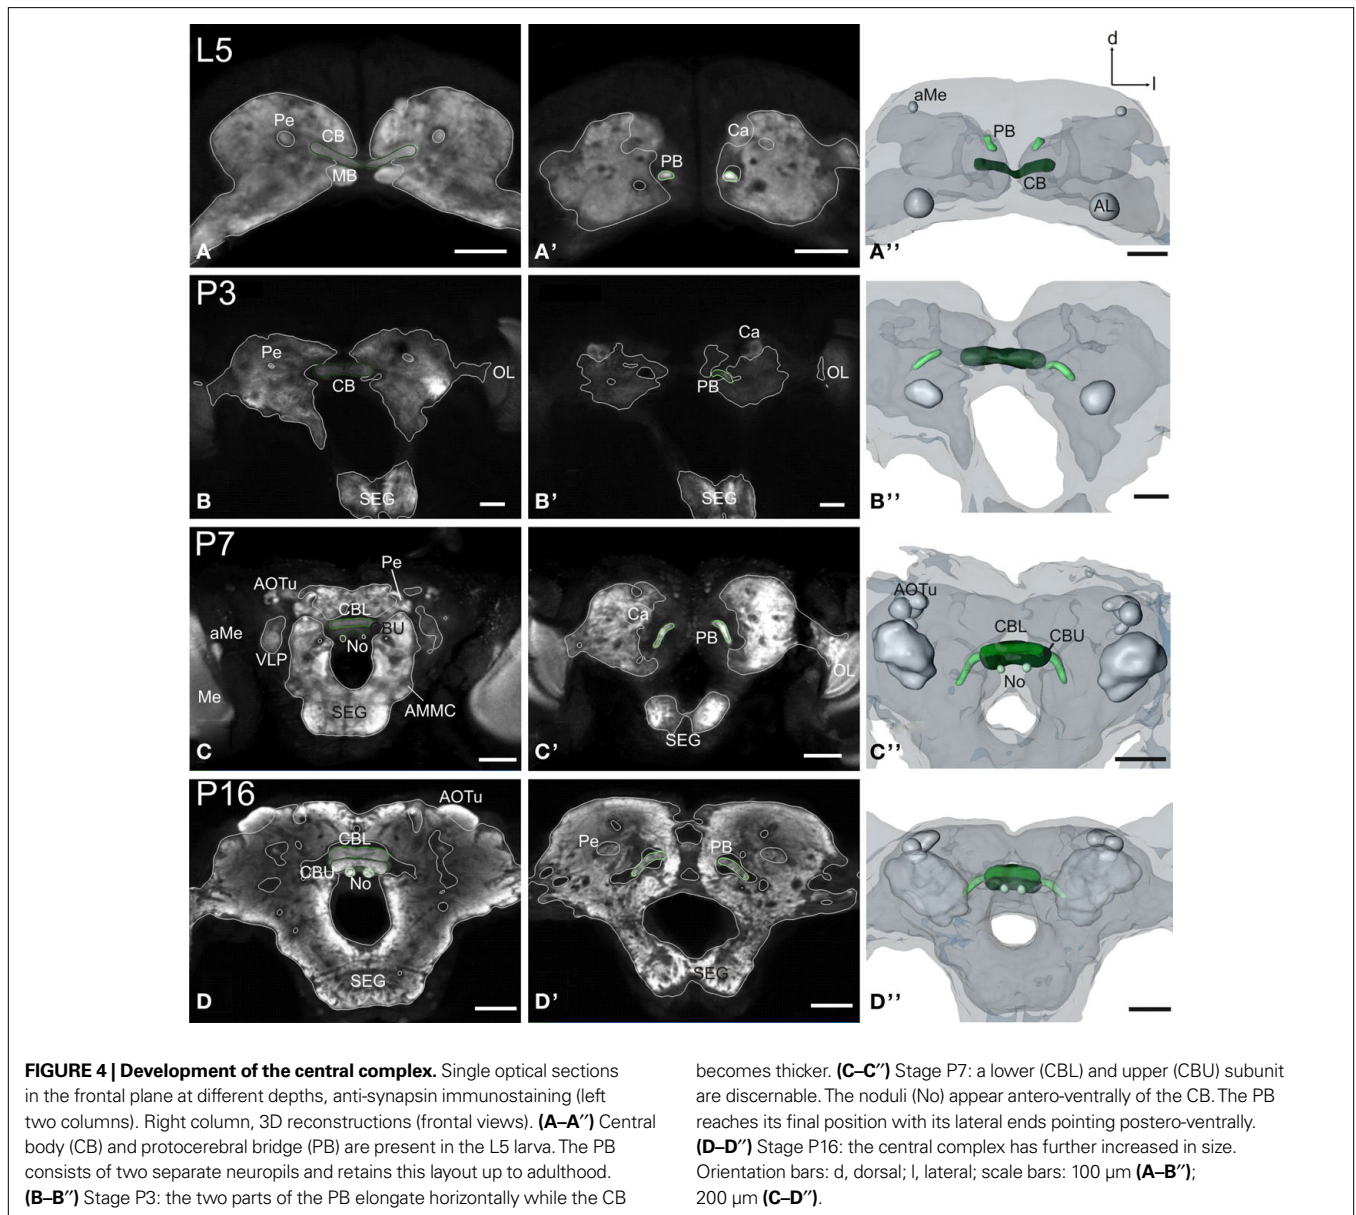 L5
Pe
CB
MB
A
Ca
PB
A’
d
l
aMe
PB
CB
AL
A’’
P3
Pe
CB
OL
SEG
B
Ca
PB
OL
SEG
B’
B’’
P7
Pe
AOTu
CBL
CBU
aMe
No
VLP
Me
SEG
AMMC
C
Ca
PB
OL
SEG
C’
AOTu
CBL
CBU
No
C’’
P16
AOTu
CBL
CBU
No
SEG
D
Pe
PB
SEG
D’
D’’
FIGURE 4 | Development of the central complex. Single optical sections
in the frontal plane at different depths, anti-synapsin immunostaining (left
two columns). Right column, 3D reconstructions (frontal views). (A–A″) Central
body (CB) and protocerebral bridge (PB) are present in the L5 larva. The PB
consists of two separate neuropils and retains this layout up to adulthood.
(B–B″) Stage P3: the two parts of the PB elongate horizontally while the CB
becomes thicker. (C–C″) Stage P7: a lower (CBL) and upper (CBU) subunit
are discernable. The noduli (No) appear antero-ventrally of the CB. The PB
reaches its final position with its lateral ends pointing postero-ventrally.
(D–D″) Stage P16: the central complex has further increased in size.
Orientation bars: d, dorsal; l, lateral; scale bars: 100 μm (A–B″);
200 μm (C–D″).